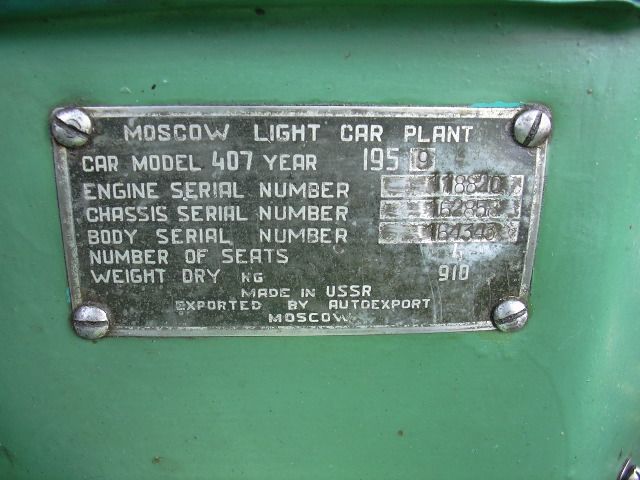 MOSCOW LIGHT CAR PLANT
CAR MODEL 407 YEAR 1959
ENGINE SERIAL NUMBER
CHASSIS SERIAL NUMBER
BODY SERIAL NUMBER
NUMBER OF SEATS
WEIGHT DRY KG 910
MADE IN USSR
EXPORTED BY AUTOEXPORT
MOSCOW